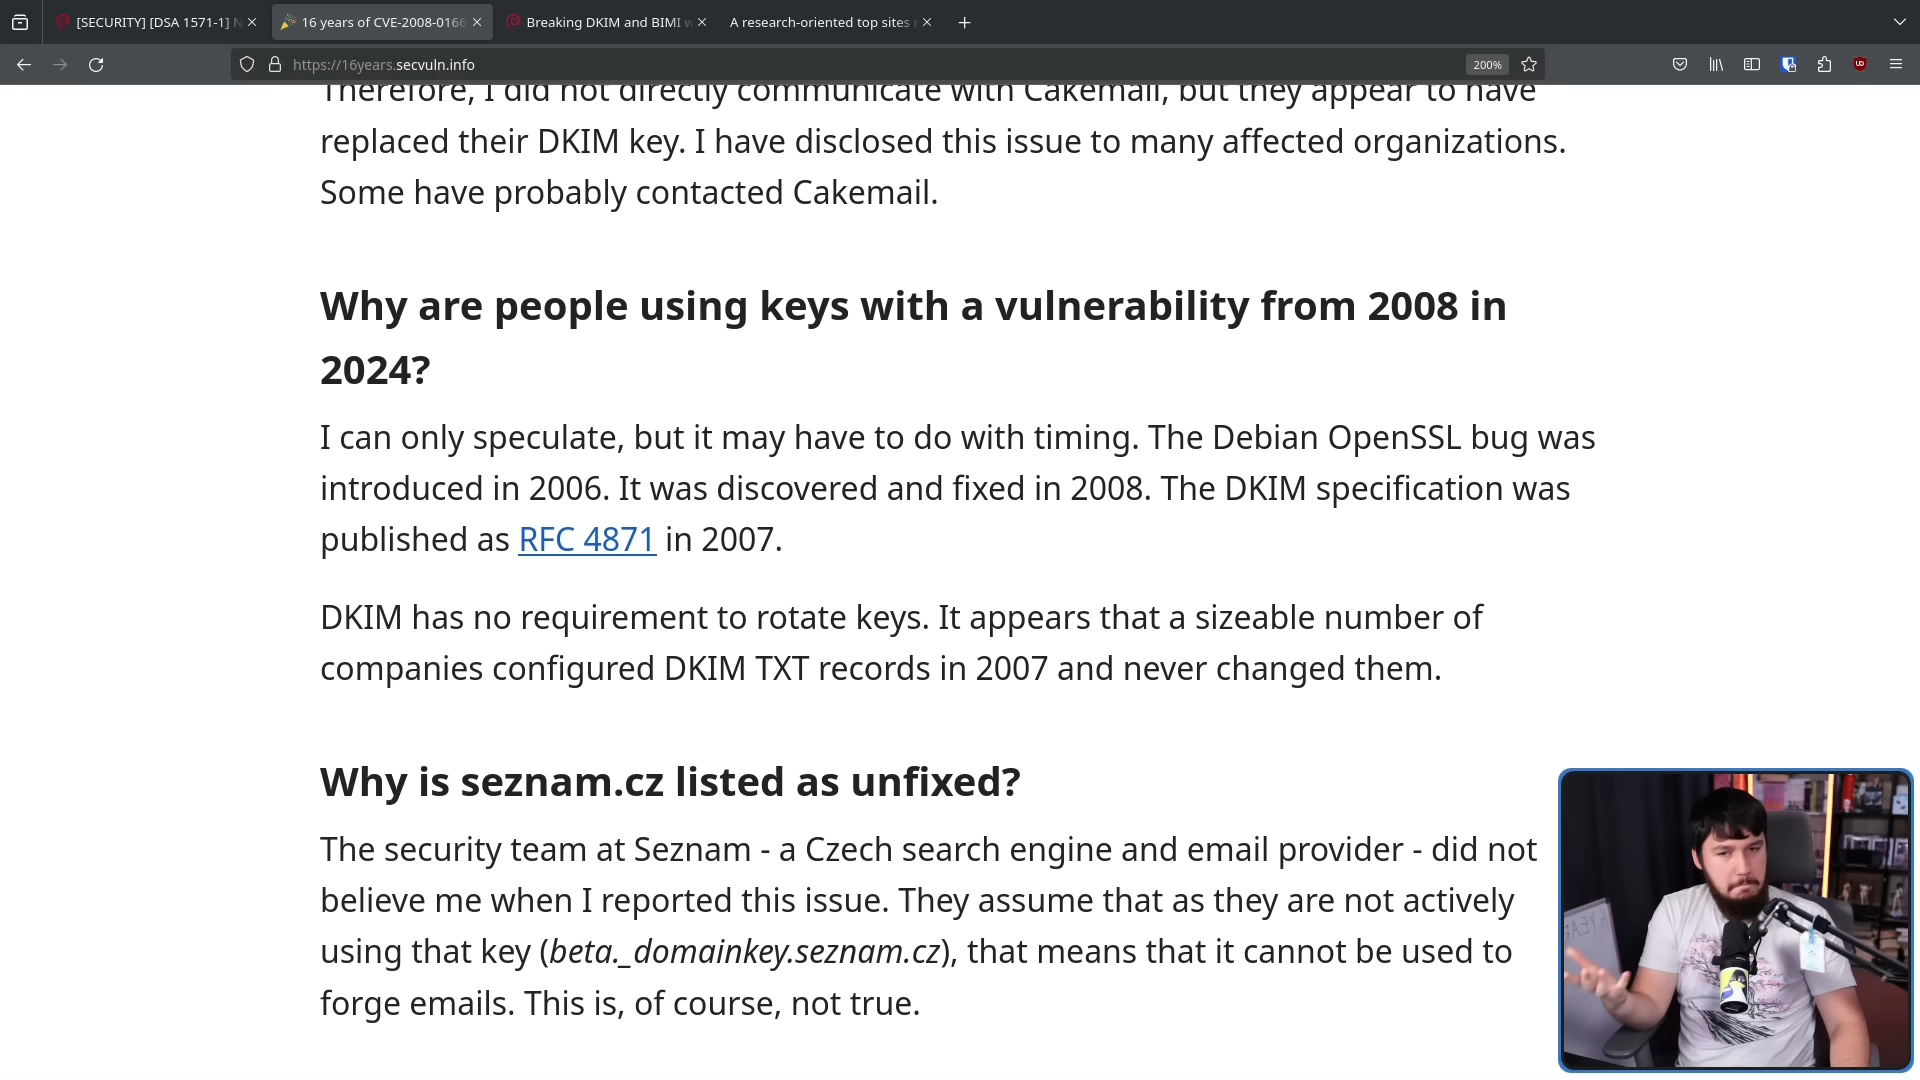 [SECURITY] [DSA 1571-1] N
16 years of CVE-2008-0166
Breaking DKIM and BIMI w
A research-oriented top sites
https://16years.secvuln.info
200%
Therefore, I did not directly communicate with Cakemail, but they appear to have
replaced their DKIM key. I have disclosed this issue to many affected organizations.
Some have probably contacted Cakemail.
Why are people using keys with a vulnerability from 2008 in
2024?
I can only speculate, but it may have to do with timing. The Debian OpenSSL bug was
introduced in 2006. It was discovered and fixed in 2008. The DKIM specification was
published as RFC 4871 in 2007.
DKIM has no requirement to rotate keys. It appears that a sizeable number of
companies configured DKIM TXT records in 2007 and never changed them.
Why is seznam.cz listed as unfixed?
The security team at Seznam - a Czech search engine and email provider - did not
believe me when I reported this issue. They assume that as they are not actively
using that key (beta._domainkey.seznam.cz), that means that it cannot be used to
forge emails. This is, of course, not true.